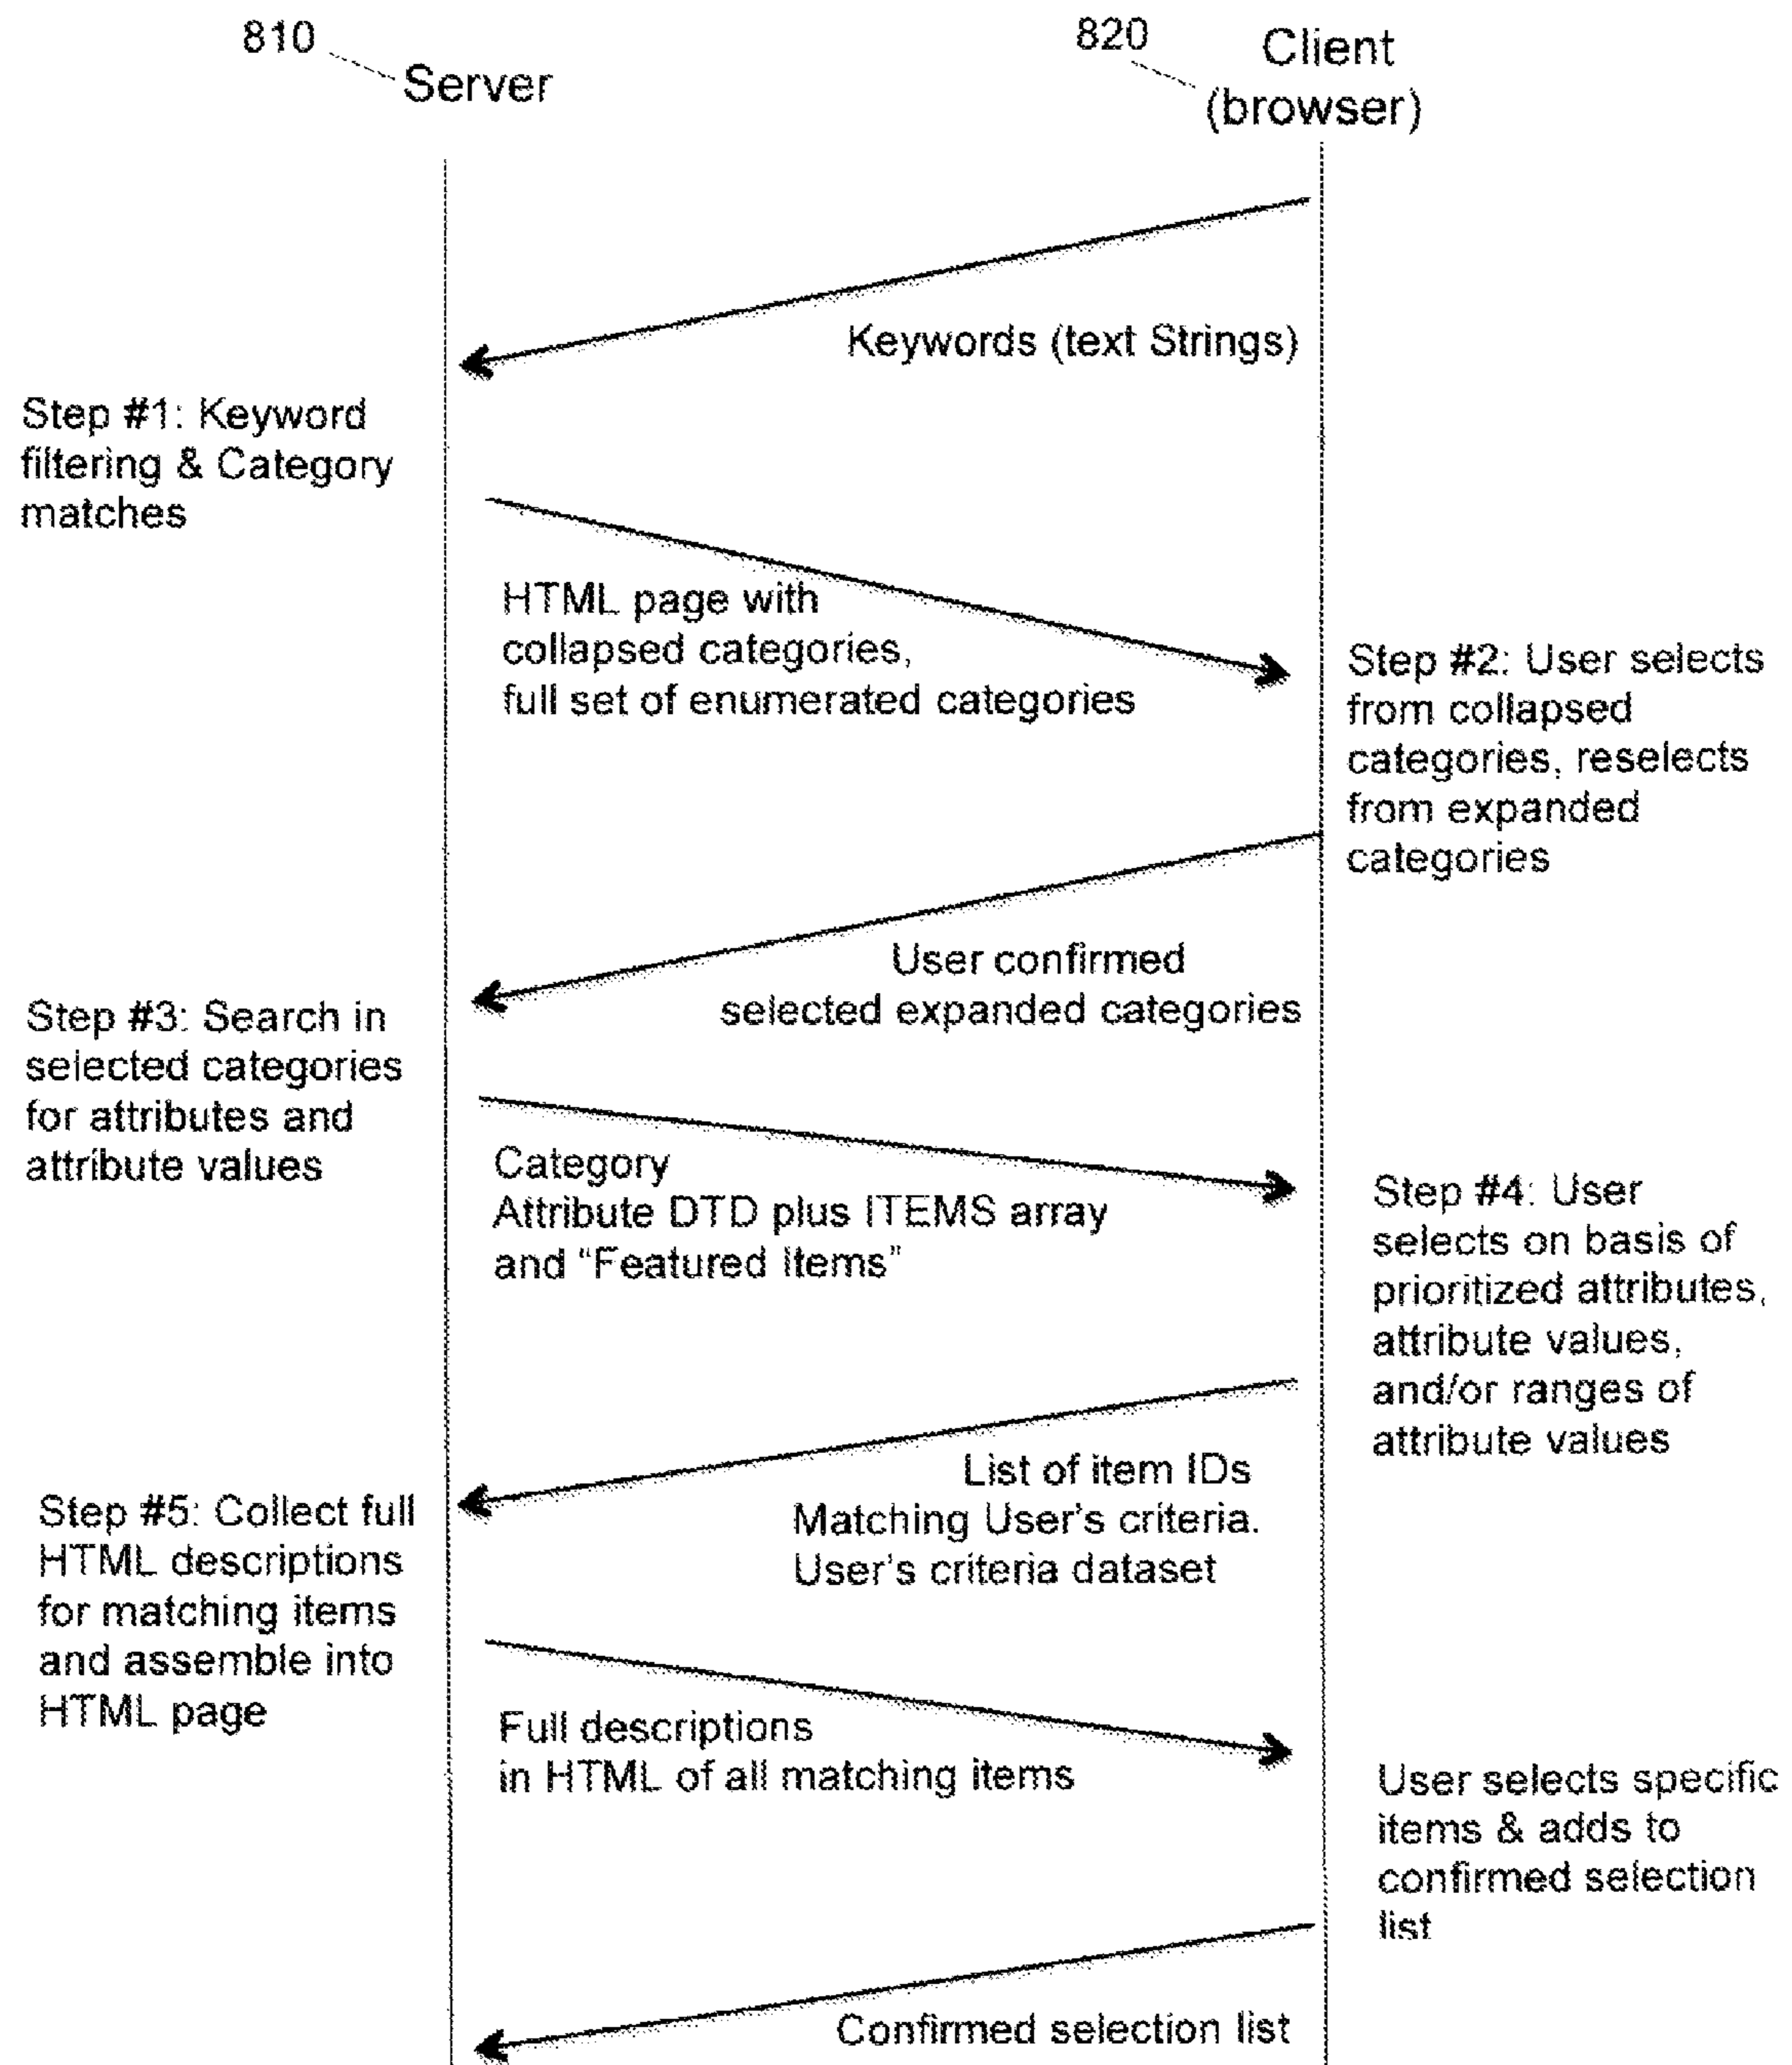 810
Server
820
Client
(browser)
Keywords (text Strings)
Step #1: Keyword
filtering & Category
matches
HTML page with
collapsed categories,
full set of enumerated categories
Step #2: User selects
from collapsed
categories, reselects
from expanded
categories
User confirmed
selected expanded categories
Step #3: Search in
selected categories
for attributes and
attribute values
Category
Attribute DTD plus ITEMS array
and “Featured Items”
Step #4: User
selects on basis of
prioritized attributes,
attribute values,
and/or ranges of
attribute values
List of item IDs
Matching User's criteria.
User's criteria dataset
Step #5: Collect full
HTML descriptions
for matching items
and assemble into
HTML page
Full descriptions
in HTML of all matching items
User selects specific
items & adds to
confirmed selection
list
Confirmed selection list